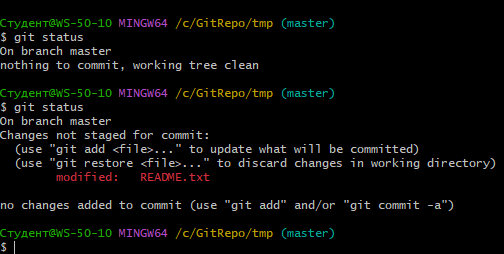 Студент@WS-50-10 MINGW64 /c/GitRepo/tmp (master)
$ git status
On branch master
nothing to commit, working tree clean
Студент@WS-50-10 MINGW64 /c/GitRepo/tmp (master)
$ git status
On branch master
Changes not staged for commit:
  (use "git add <file>..." to update what will be committed)
  (use "git restore <file>..." to discard changes in working directory)
        modified:   README.txt
no changes added to commit (use "git add" and/or "git commit -a")
Студент@WS-50-10 MINGW64 /c/GitRepo/tmp (master)
$